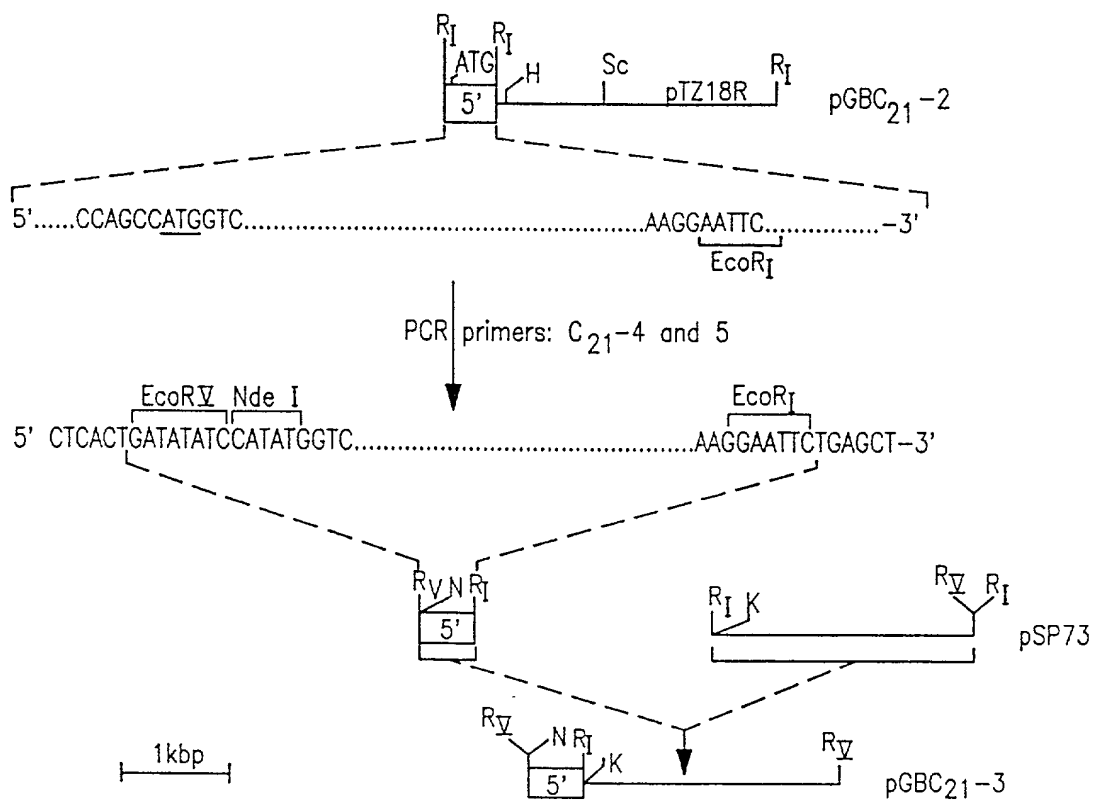 RI RI
ATG H Sc RI
5' pTZ18R pGBC21-2
5'......CCAGCCATGGTC.................................................AAGGAATTC.................-3'
EcoRI
PCR primers: C21-4 and 5
EcoRV Nde I EcoRI
5' CTCACTGATATATCCATATGGTC..........................................AAGGAATTCTGAGCT-3'
RV N RI RI K RV RI
5' pSP73
RV N RI K RV
1kbp 5' pGBC21-3